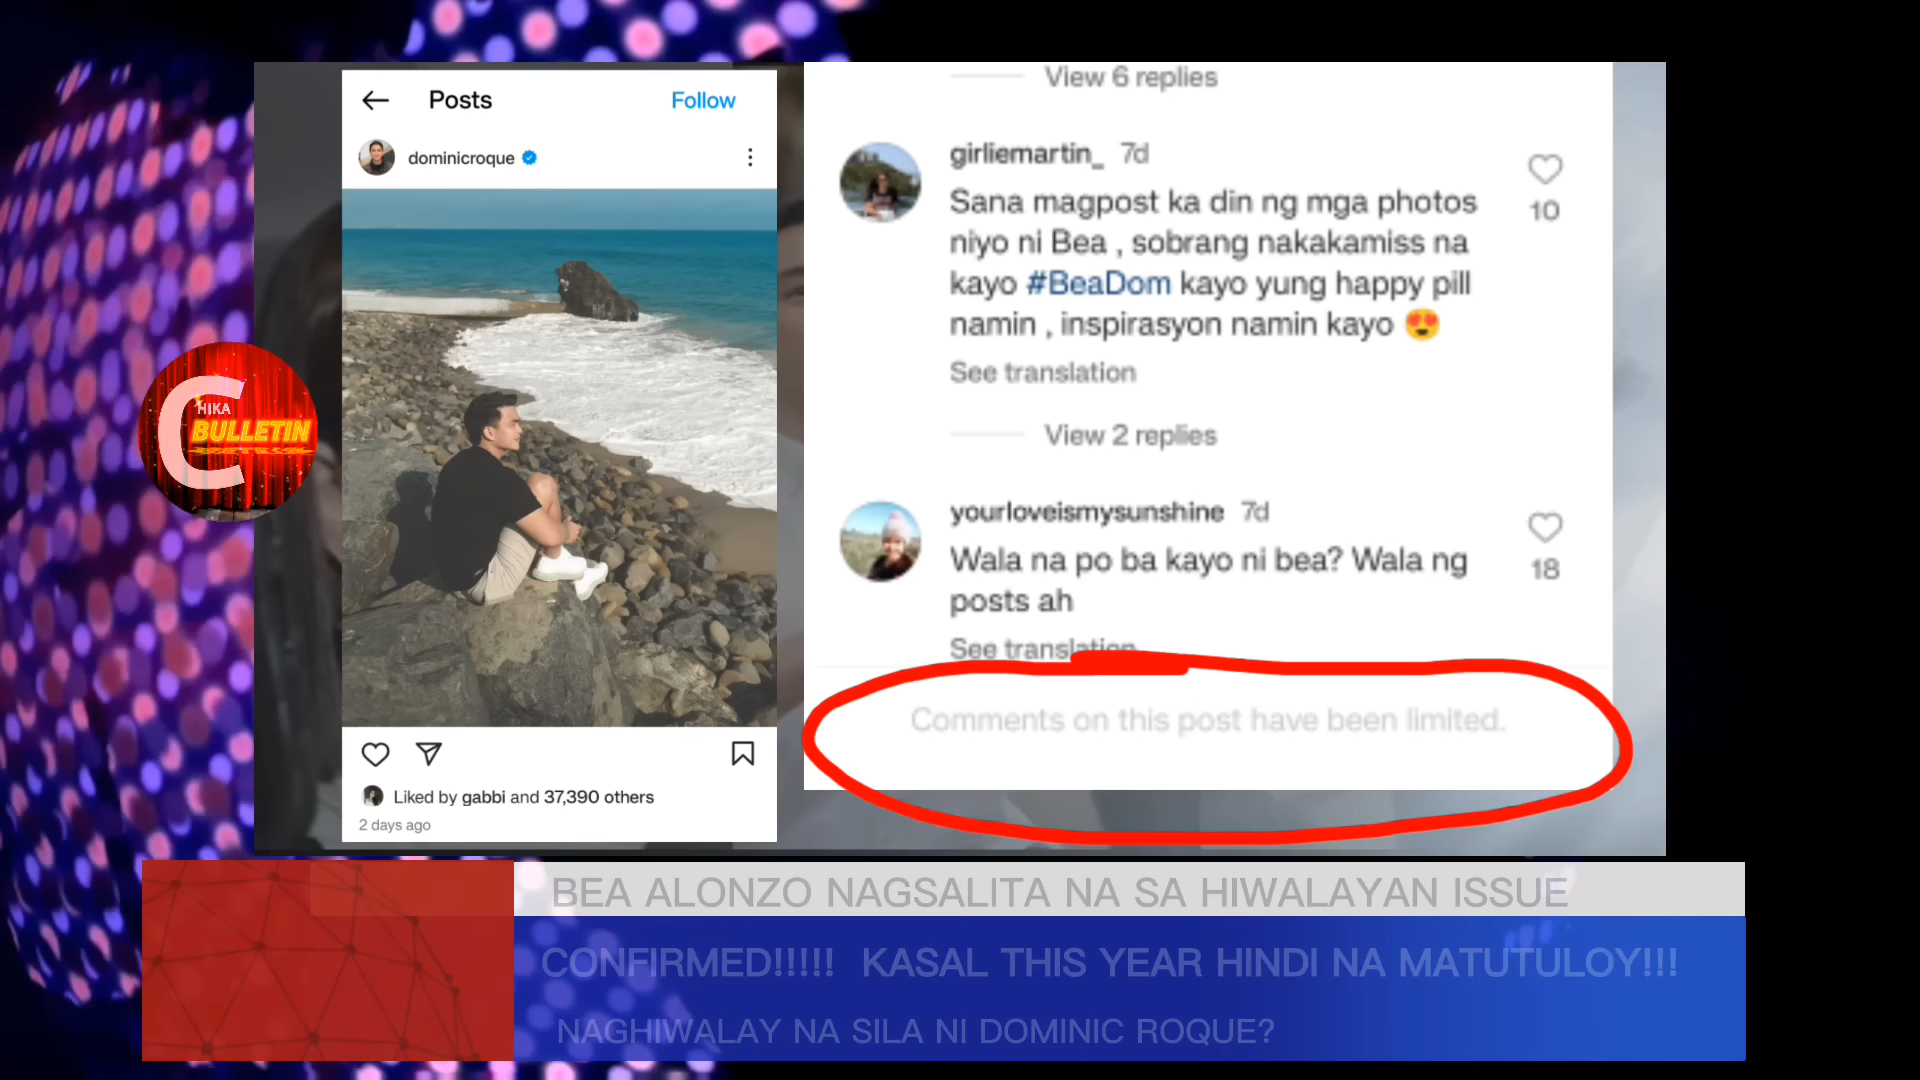 Posts
Follow
dominicroque
Liked by gabbi and 37,390 others
2 days ago
View 6 replies
girliemartin_ 7d
Sana magpost ka din ng mga photos
niyo ni Bea , sobrang nakakamiss na
kayo #BeaDom kayo yung happy pill
namin , inspirasyon namin kayo 😍
10
See translation
View 2 replies
yourloveismysunshine 7d
Wala na po ba kayo ni bea? Wala ng
posts ah
18
See translation
Comments on this post have been limited.
CHIKA
BULLETIN
BEA ALONZO NAGSALITA NA SA HIWALAYAN ISSUE
CONFIRMED!!!!! KASAL THIS YEAR HINDI NA MATUTULOY!!!
NAGHIWALAY NA SILA NI DOMINIC ROQUE?